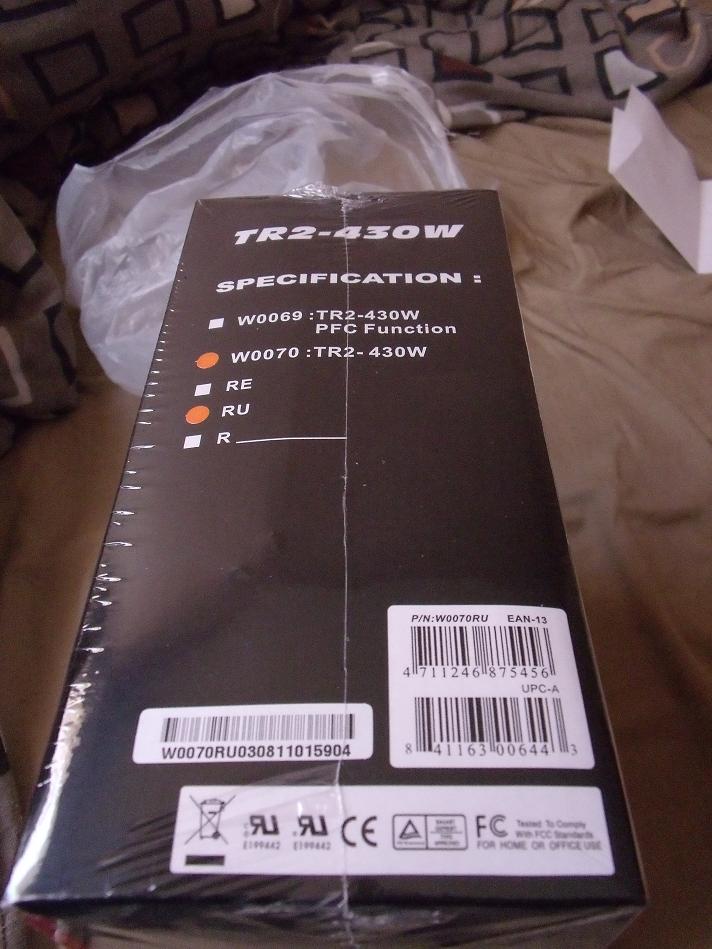 TR2-430W
SPECIFICATION :
W0069 :TR2-430W
PFC Function
W0070 :TR2-430W
RE
RU
R
P/N:W0070RU EAN-13
4 711246 875456
UPC-A
8 41163 00644 3
W0070RU030811015904
E199442 E199442
CE
FC Tested To Comply
With FCC Standards
FOR HOME OR OFFICE USE